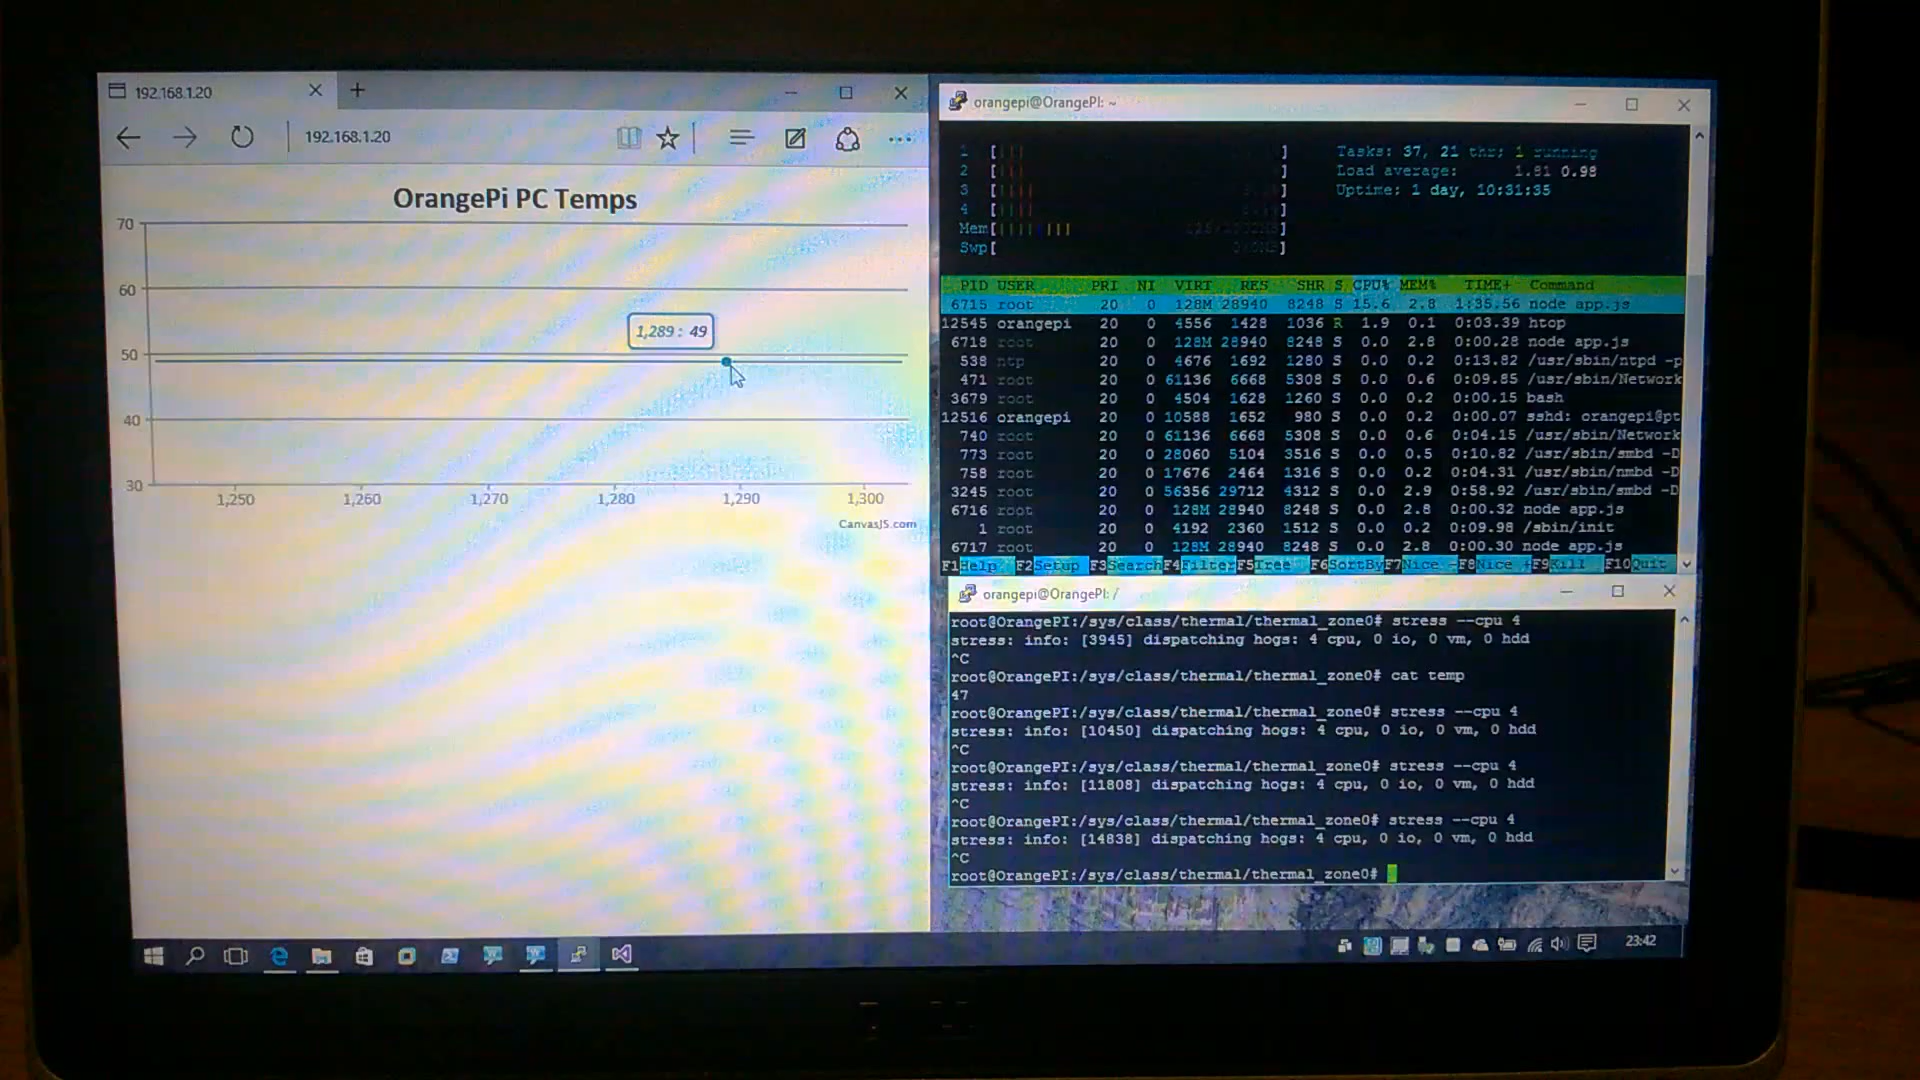 192.168.1.20
192.168.1.20
OrangePi PC Temps
70
60
50
40
30
1,289 : 49
1,250 1,260 1,270 1,280 1,290 1,300
CanvasJS.com
orangepi@OrangePI: ~
1 [||| ]
2 [||| ]
3 [|||| ]
4 [|||| ]
Mem[
Swp[ ]
Tasks: 37, 21 thr; 1 running
Load average: 1.81 0.98
Uptime: 1 day, 10:31:35
PID USER PRI NI VIRT RES SHR S CPU% MEM% TIME+ Command
6715 root 20 0 128M 28940 8248 S 15.6 2.8 1:35.56 node app.js
12545 orangepi 20 0 4556 1428 1036 R 1.9 0.1 0:03.39 htop
6718 root 20 0 128M 28940 8248 S 0.0 2.8 0:00.28 node app.js
538 ntp 20 0 4676 1692 1280 S 0.0 0.2 0:13.82 /usr/sbin/ntpd -p
471 root 20 0 61136 6668 5308 S 0.0 0.6 0:09.85 /usr/sbin/Network
3679 root 20 0 4504 1628 1260 S 0.0 0.2 0:00.15 bash
12516 orangepi 20 0 10588 1652 980 S 0.0 0.2 0:00.07 sshd: orangepi@pt
740 root 20 0 61136 6668 5308 S 0.0 0.6 0:04.15 /usr/sbin/Network
773 root 20 0 28060 5104 3516 S 0.0 0.5 0:10.82 /usr/sbin/smbd -D
758 root 20 0 17676 2464 1316 S 0.0 0.2 0:04.31 /usr/sbin/nmbd -D
3245 root 20 0 56356 29712 4312 S 0.0 2.9 0:58.92 /usr/sbin/smbd -D
6716 root 20 0 128M 28940 8248 S 0.0 2.8 0:00.32 node app.js
1 root 20 0 4192 2360 1512 S 0.0 0.2 0:09.98 /sbin/init
6717 root 20 0 128M 28940 8248 S 0.0 2.8 0:00.30 node app.js
F1Help F2Setup F3SearchF4FilterF5Tree F6SortByF7Nice -F8Nice +F9Kill F10Quit
orangepi@OrangePI: /
root@OrangePI:/sys/class/thermal/thermal_zone0# stress --cpu 4
stress: info: [3945] dispatching hogs: 4 cpu, 0 io, 0 vm, 0 hdd
^C
root@OrangePI:/sys/class/thermal/thermal_zone0# cat temp
47
root@OrangePI:/sys/class/thermal/thermal_zone0# stress --cpu 4
stress: info: [10450] dispatching hogs: 4 cpu, 0 io, 0 vm, 0 hdd
^C
root@OrangePI:/sys/class/thermal/thermal_zone0# stress --cpu 4
stress: info: [11808] dispatching hogs: 4 cpu, 0 io, 0 vm, 0 hdd
^C
root@OrangePI:/sys/class/thermal/thermal_zone0# stress --cpu 4
stress: info: [14838] dispatching hogs: 4 cpu, 0 io, 0 vm, 0 hdd
^C
root@OrangePI:/sys/class/thermal/thermal_zone0#
23:42